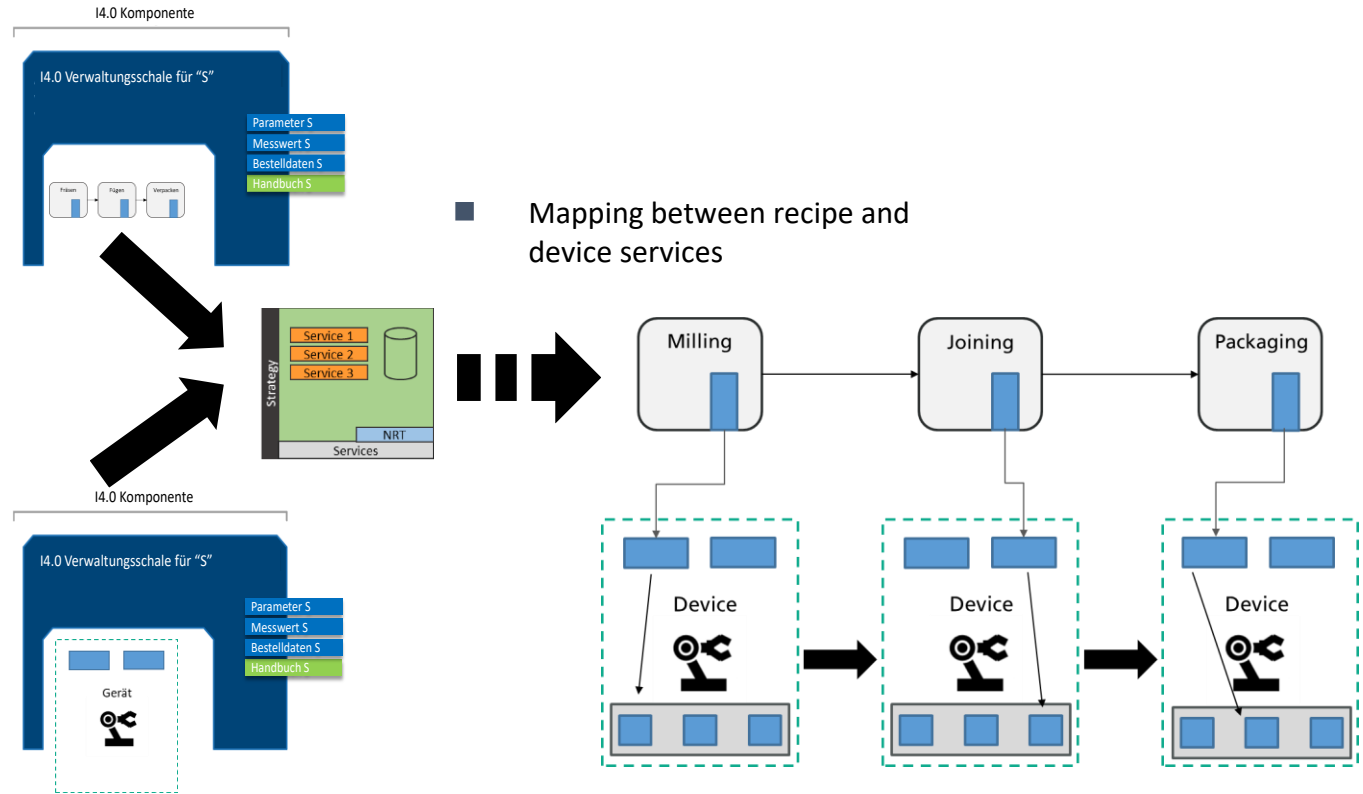 I4.0 Komponente
I4.0 Verwaltungsschale für “S”
Parameter S
Messwert S
Bestelldaten S
Handbuch S
Fräsen
Fügen
Verpacken
Mapping between recipe and
device services
Strategy
Service 1
Service 2
Service 3
NRT
Services
Milling
Joining
Packaging
Device
Device
Device
I4.0 Komponente
I4.0 Verwaltungsschale für “S”
Parameter S
Messwert S
Bestelldaten S
Handbuch S
Gerät